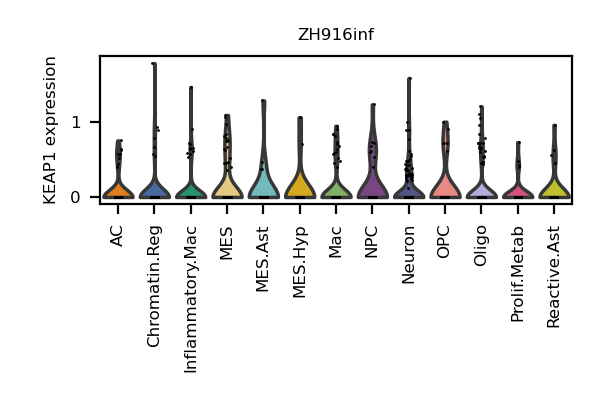 ZH916inf
KEAP1 expression
1
0
AC
Chromatin.Reg
Inflammatory.Mac
MES
MES.Ast
MES.Hyp
Mac
NPC
Neuron
OPC
Oligo
Prolif.Metab
Reactive.Ast